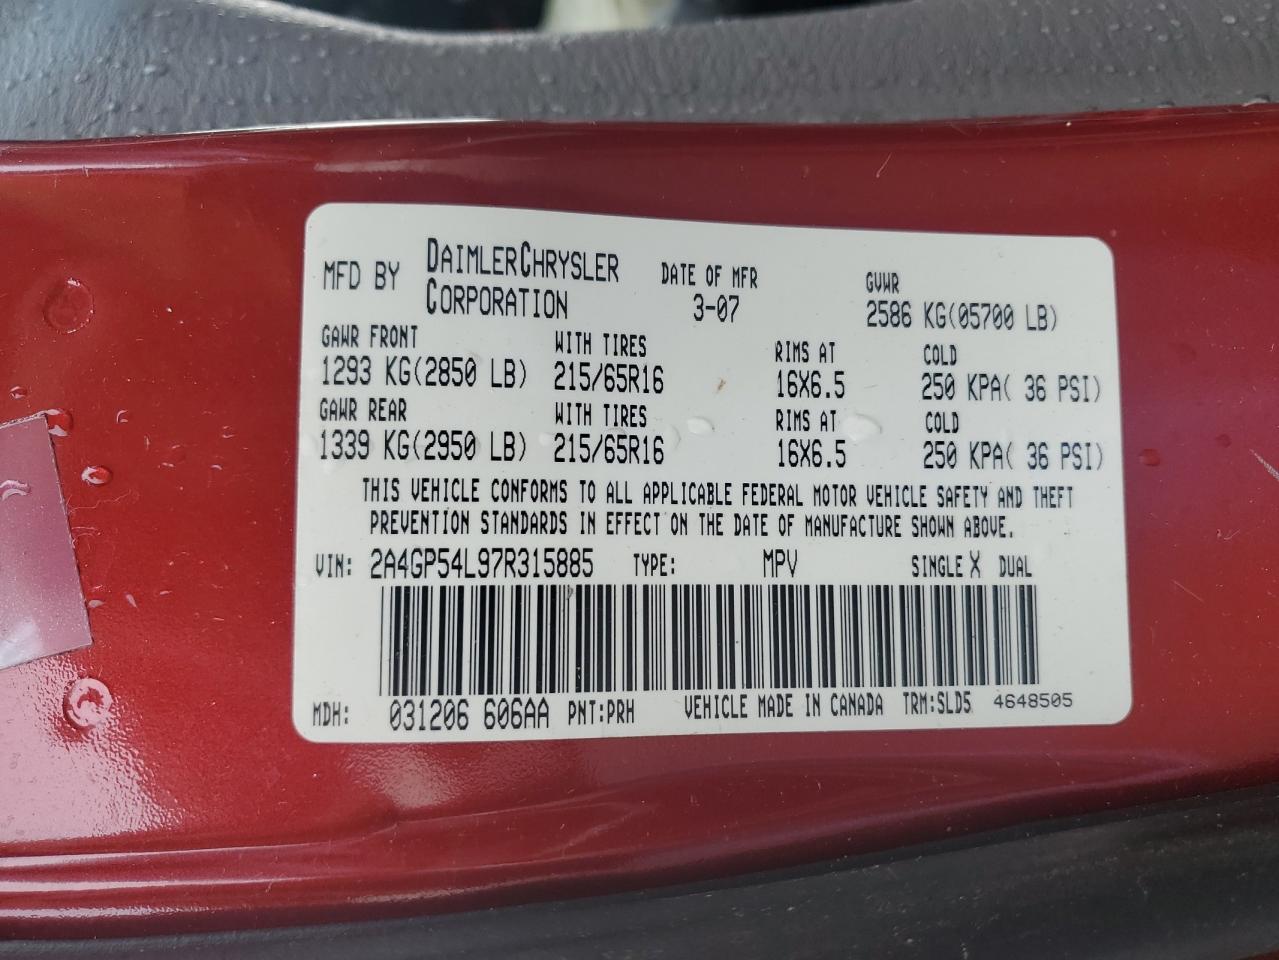 MFD BY DAIMLERCHRYSLER CORPORATION DATE OF MFR 3-07 GVWR 2586 KG(05700 LB)
GAWR FRONT WITH TIRES RIMS AT COLD
1293 KG(2850 LB) 215/65R16 16X6.5 250 KPA( 36 PSI)
GAWR REAR WITH TIRES RIMS AT COLD
1339 KG(2950 LB) 215/65R16 16X6.5 250 KPA( 36 PSI)
THIS VEHICLE CONFORMS TO ALL APPLICABLE FEDERAL MOTOR VEHICLE SAFETY AND THEFT
PREVENTION STANDARDS IN EFFECT ON THE DATE OF MANUFACTURE SHOWN ABOVE.
VIN: 2A4GP54L97R315885 TYPE: MPV SINGLE X DUAL
MDH: 031206 606AA PNT:PRH VEHICLE MADE IN CANADA TRM:SLD5 4648505